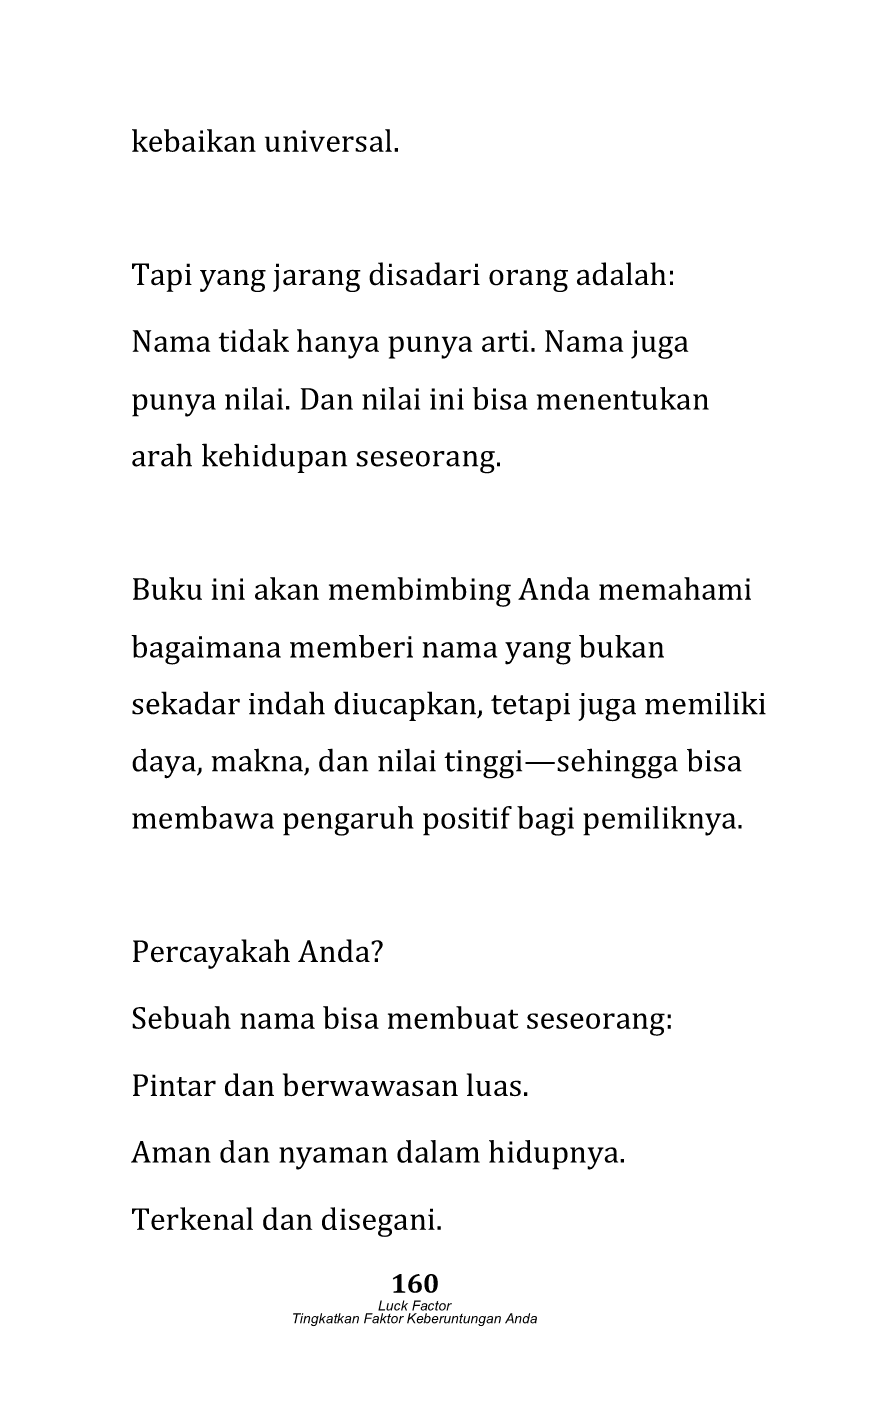 kebaikan universal.
Tapi yang jarang disadari orang adalah:
Nama tidak hanya punya arti. Nama juga
punya nilai. Dan nilai ini bisa menentukan
arah kehidupan seseorang.
Buku ini akan membimbing Anda memahami
bagaimana memberi nama yang bukan
sekadar indah diucapkan, tetapi juga memiliki
daya, makna, dan nilai tinggi—sehingga bisa
membawa pengaruh positif bagi pemiliknya.
Percayakah Anda?
Sebuah nama bisa membuat seseorang:
Pintar dan berwawasan luas.
Aman dan nyaman dalam hidupnya.
Terkenal dan disegani.
160
Luck Factor
Tingkatkan Faktor Keberuntungan Anda